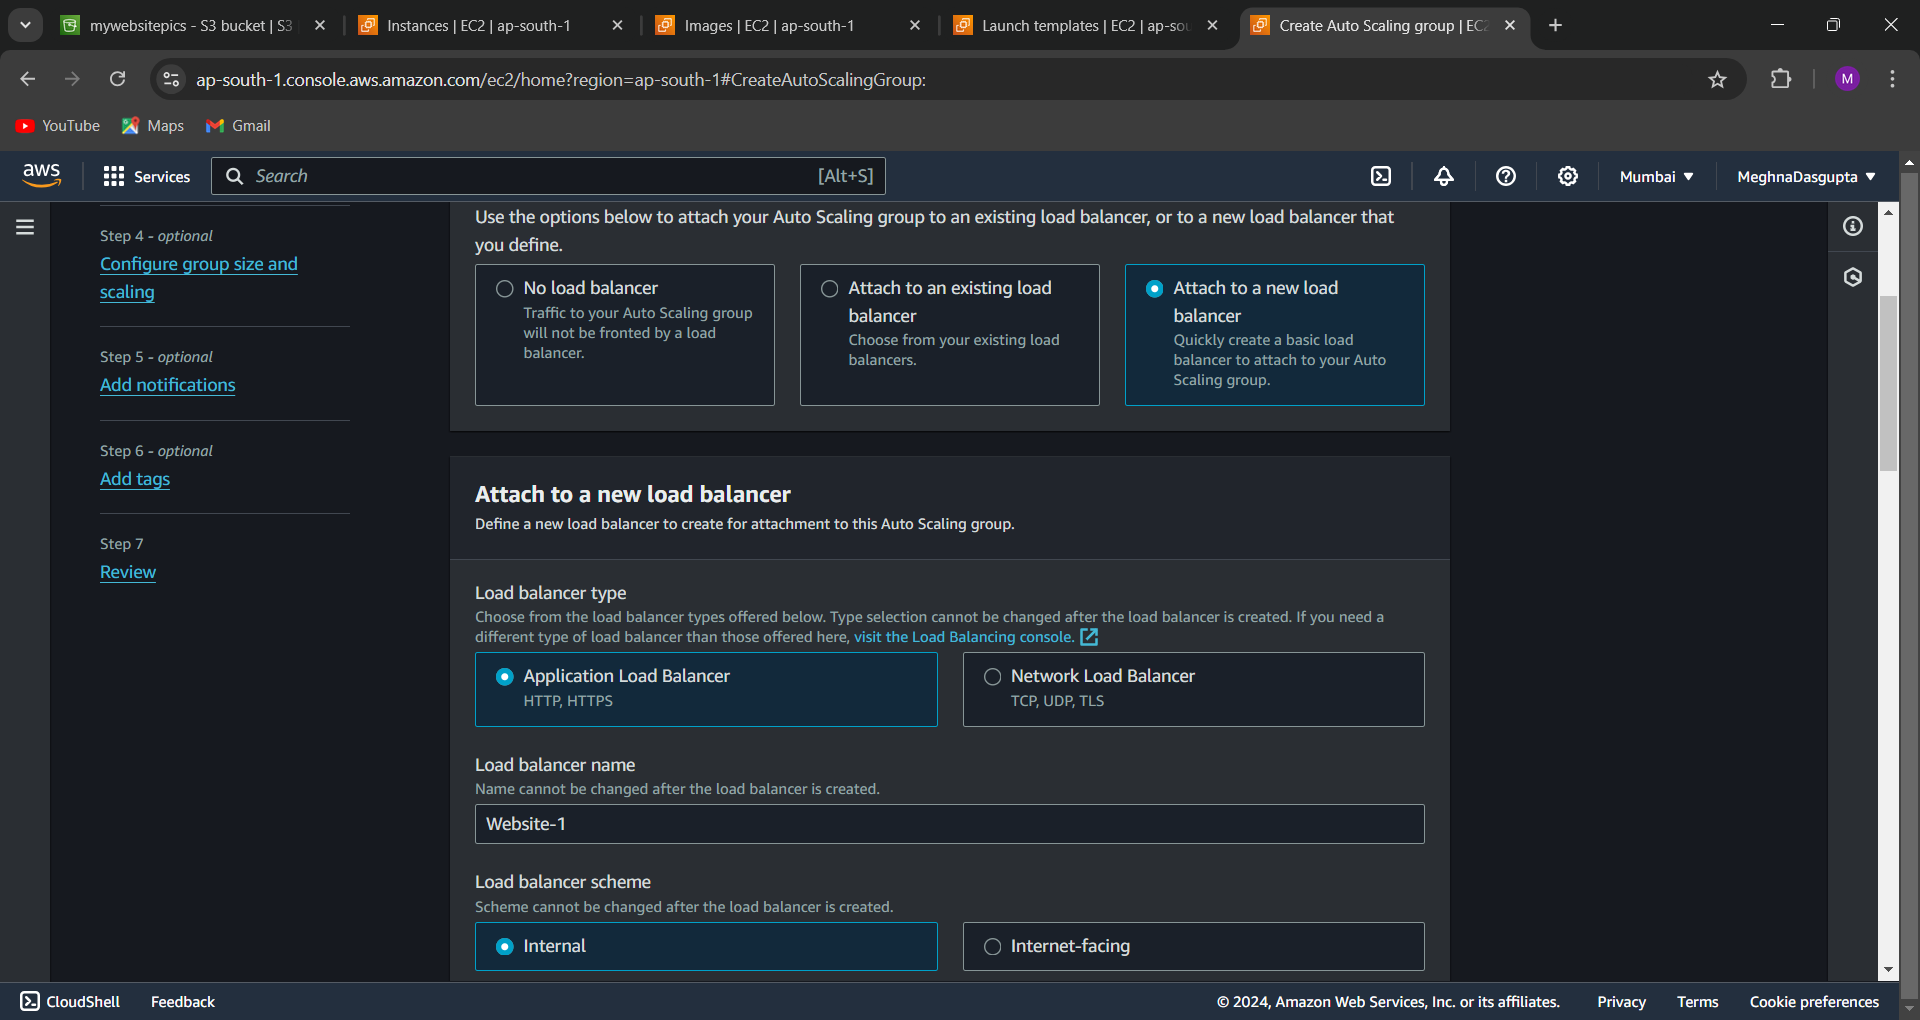 mywebsitepics - S3 bucket | S3
Instances | EC2 | ap-south-1
Images | EC2 | ap-south-1
Launch templates | EC2 | ap-sou
Create Auto Scaling group | EC2
ap-south-1.console.aws.amazon.com/ec2/home?region=ap-south-1#CreateAutoScalingGroup:
M
YouTube
Maps
Gmail
aws
Services
Search
[Alt+S]
Mumbai
MeghnaDasgupta
Step 4 - optional
Configure group size and
scaling
Step 5 - optional
Add notifications
Step 6 - optional
Add tags
Step 7
Review
Use the options below to attach your Auto Scaling group to an existing load balancer, or to a new load balancer that
you define.
No load balancer
Traffic to your Auto Scaling group
will not be fronted by a load
balancer.
Attach to an existing load
balancer
Choose from your existing load
balancers.
Attach to a new load
balancer
Quickly create a basic load
balancer to attach to your Auto
Scaling group.
Attach to a new load balancer
Define a new load balancer to create for attachment to this Auto Scaling group.
Load balancer type
Choose from the load balancer types offered below. Type selection cannot be changed after the load balancer is created. If you need a
different type of load balancer than those offered here, visit the Load Balancing console.
Application Load Balancer
HTTP, HTTPS
Network Load Balancer
TCP, UDP, TLS
Load balancer name
Name cannot be changed after the load balancer is created.
Website-1
Load balancer scheme
Scheme cannot be changed after the load balancer is created.
Internal
Internet-facing
CloudShell
Feedback
© 2024, Amazon Web Services, Inc. or its affiliates.
Privacy
Terms
Cookie preferences